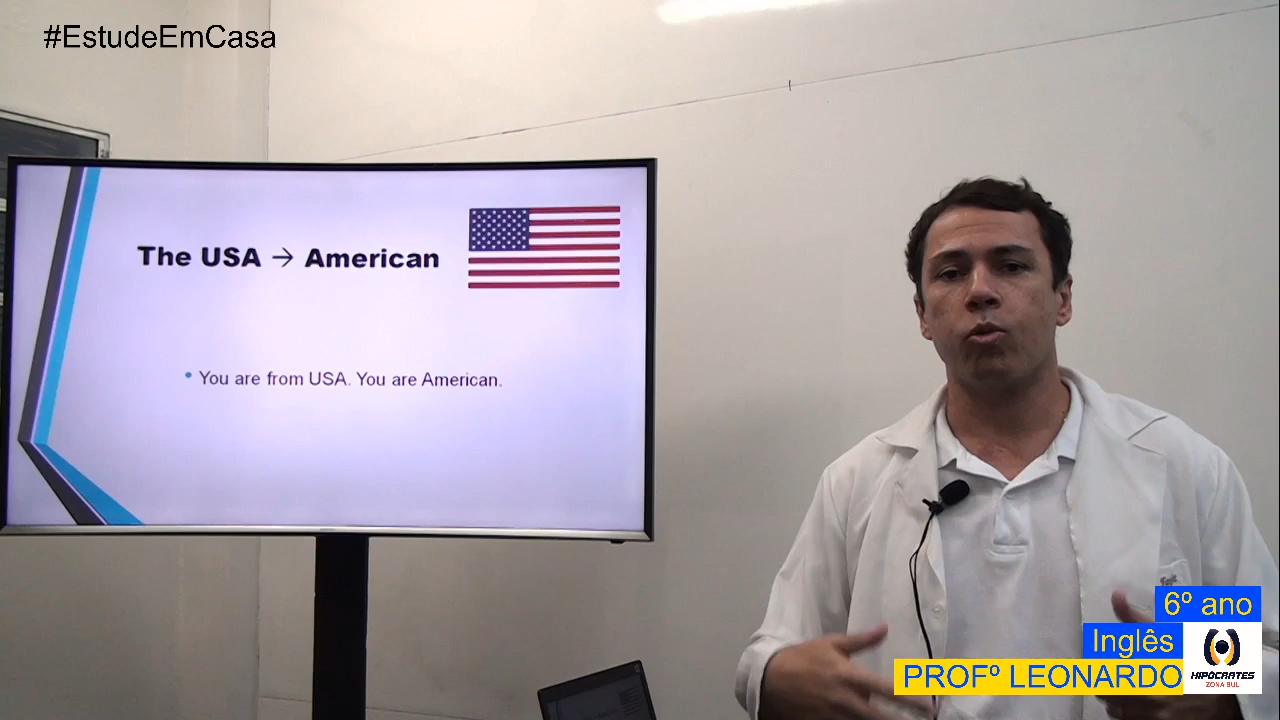 #EstudeEmCasa
The USA → American
• You are from USA. You are American.
6º ano
Inglês
PROFº LEONARDO
HIPÓCRATES
ZONA SUL